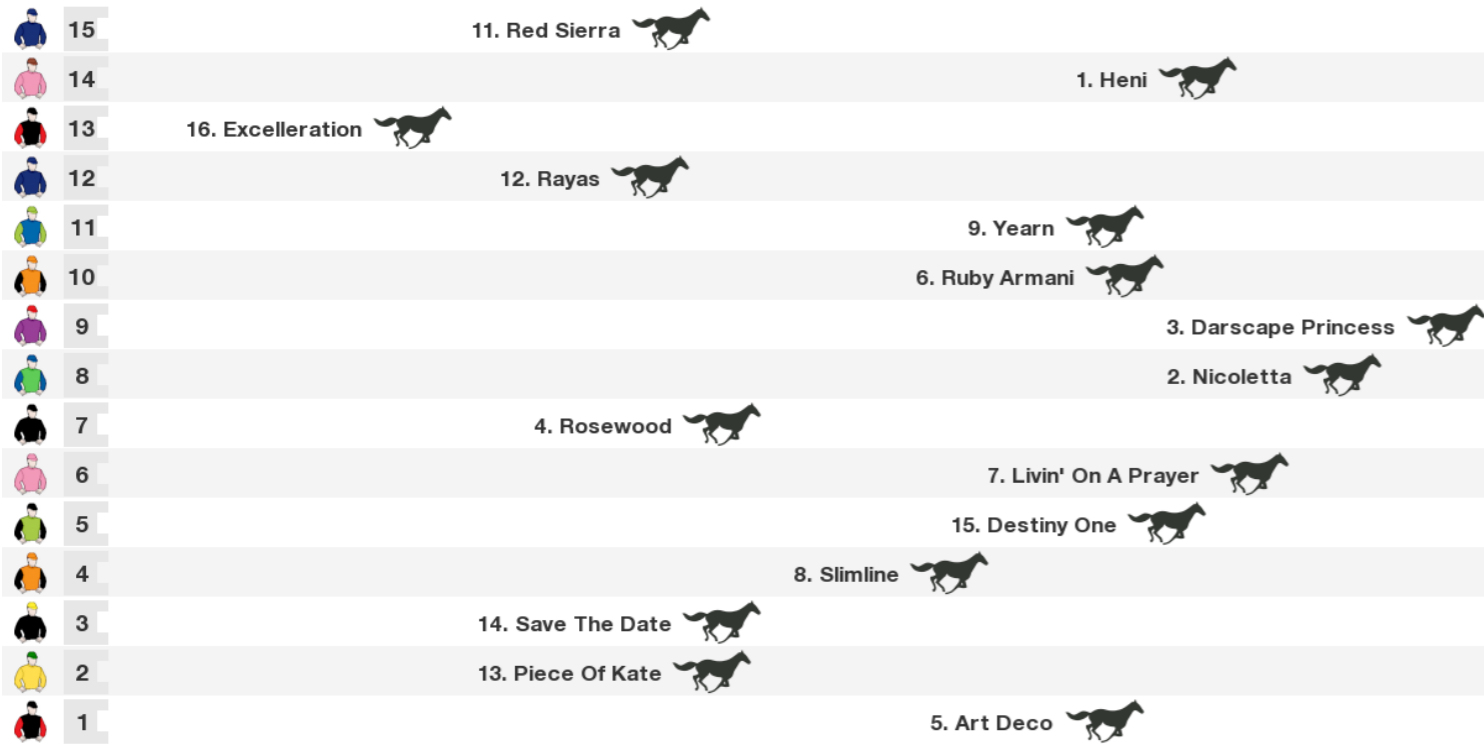 15 11. Red Sierra
14 1. Heni
13 16. Excelleration
12 12. Rayas
11 9. Yearn
10 6. Ruby Armani
9 3. Darscape Princess
8 2. Nicoletta
7 4. Rosewood
6 7. Livin' On A Prayer
5 15. Destiny One
4 8. Slimline
3 14. Save The Date
2 13. Piece Of Kate
1 5. Art Deco